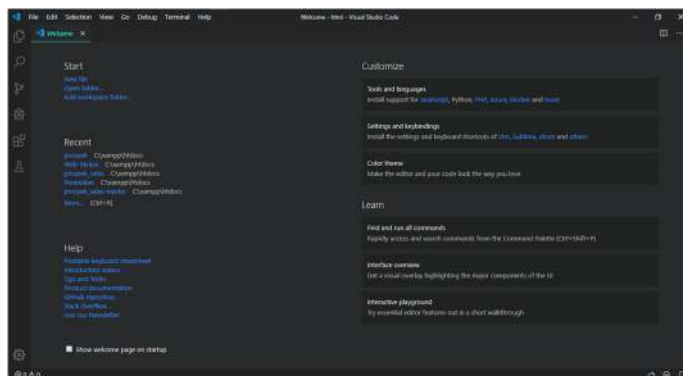 File Edit Selection View Go Debug Terminal Help
Welcome - html - Visual Studio Code
Welcome
Start
New file
Open folder...
Add workspace folder...
Recent
prospek C:\xampp\htdocs
C:\xampp\htdocs
prospek_sales C:\xampp\htdocs
C:\xampp\htdocs
prospek_sales-master C:\xampp\htdocs
More... (Ctrl+R)
Help
Printable keyboard cheatsheet
Introductory videos
Tips and Tricks
Product documentation
GitHub repository
Stack Overflow
Join our Newsletter
Show welcome page on startup
Customize
Tools and languages
Install support for JavaScript, Python, PHP, Azure, Docker and more
Settings and keybindings
Install the settings and keyboard shortcuts of Vim, Sublime, Atom and others
Color theme
Make the editor and your code look the way you love
Learn
Find and run all commands
Rapidly access and search commands from the Command Palette (Ctrl+Shift+P)
Interface overview
Get a visual overlay highlighting the major components of the UI
Interactive playground
Try essential editor features out in a short walkthrough
0 0